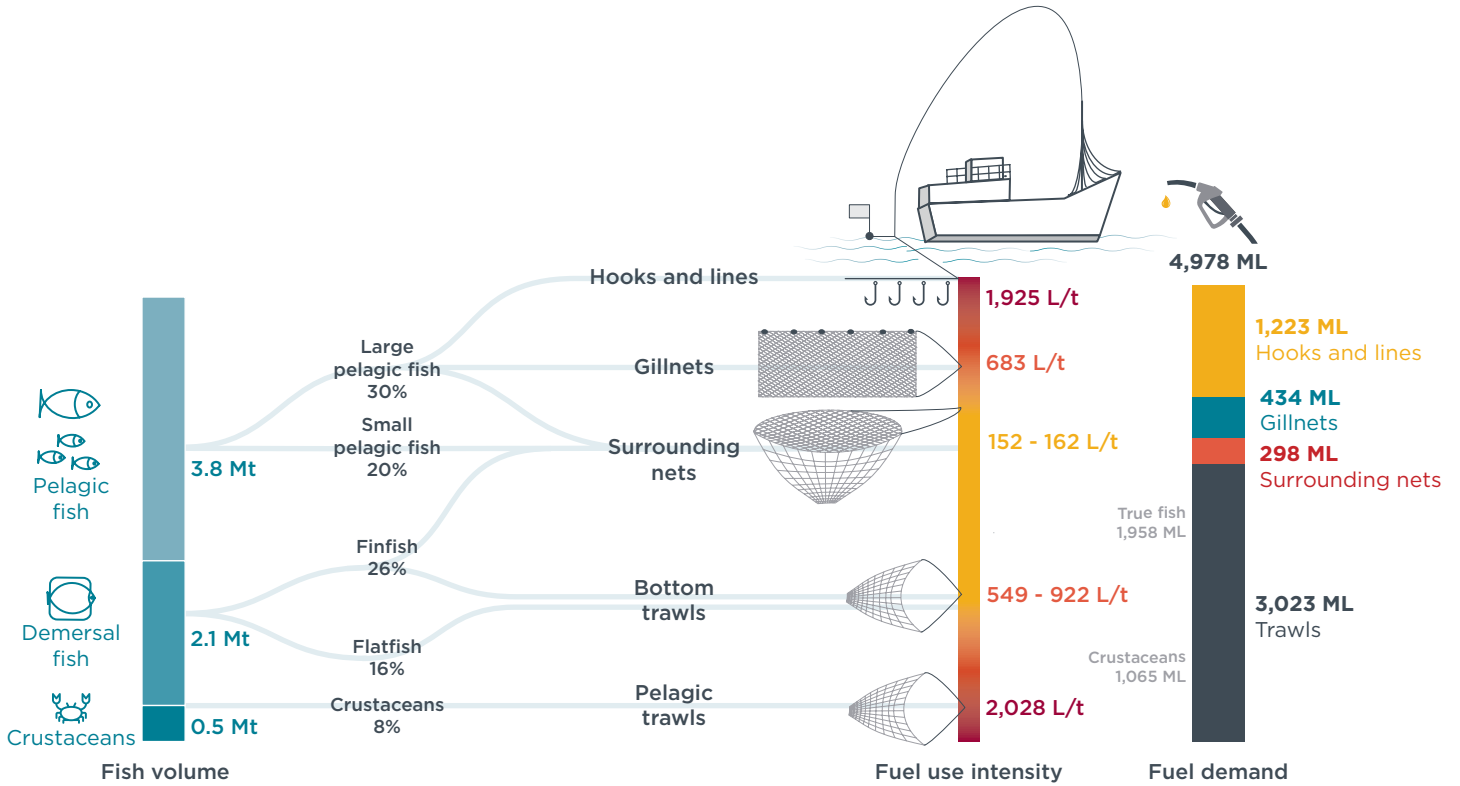 4,978 ML
Hooks and lines
1,925 L/t
1,223 ML
Hooks and lines
Large
pelagic fish
30%
Gillnets
683 L/t
434 ML
Gillnets
Small
pelagic fish
20%
Surrounding
nets
152 - 162 L/t
298 ML
Surrounding nets
3.8 Mt
Pelagic
fish
True fish
1,958 ML
Finfish
26%
Bottom
trawls
549 - 922 L/t
3,023 ML
Trawls
Demersal
fish
2.1 Mt
Flatfish
16%
Crustaceans
1,065 ML
Crustaceans
8%
Pelagic
trawls
2,028 L/t
0.5 Mt
Crustaceans
Fish volume
Fuel use intensity
Fuel demand